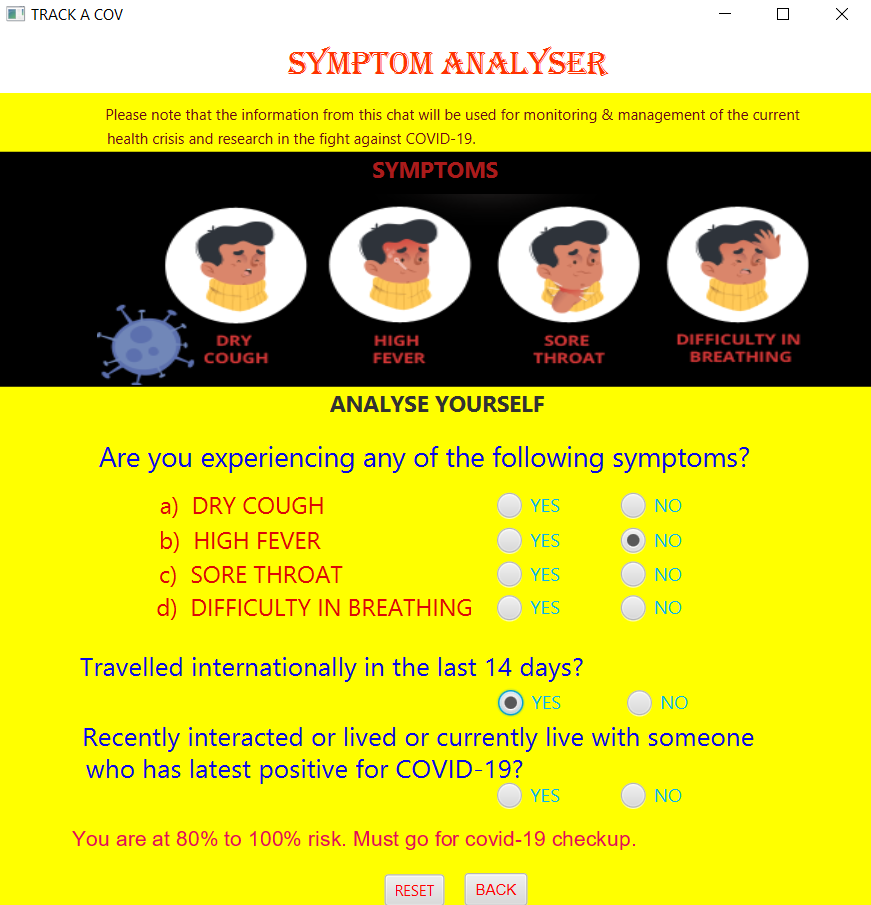 TRACK A COV
SYMPTOM ANALYSER
Please note that the information from this chat will be used for monitoring & management of the current
health crisis and research in the fight against COVID-19.
SYMPTOMS
DRY COUGH
HIGH FEVER
SORE THROAT
DIFFICULTY IN BREATHING
ANALYSE YOURSELF
Are you experiencing any of the following symptoms?
a) DRY COUGH YES NO
b) HIGH FEVER YES NO
c) SORE THROAT YES NO
d) DIFFICULTY IN BREATHING YES NO
Travelled internationally in the last 14 days?
YES NO
Recently interacted or lived or currently live with someone
who has latest positive for COVID-19?
YES NO
You are at 80% to 100% risk. Must go for covid-19 checkup.
RESET BACK